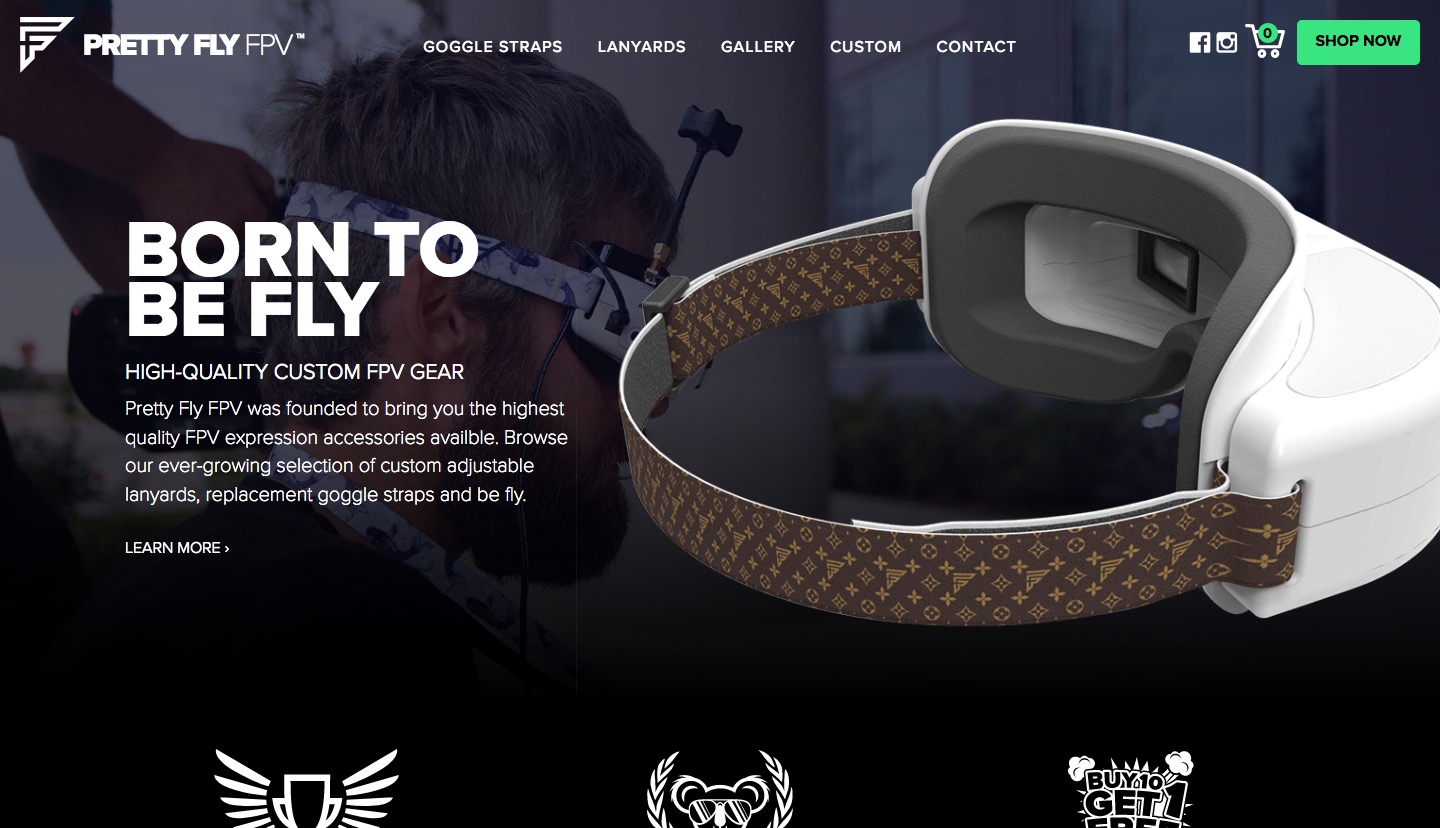 PRETTY FLY FPV™
GOGGLE STRAPS
LANYARDS
GALLERY
CUSTOM
CONTACT
0
SHOP NOW
BORN TO
BE FLY
HIGH-QUALITY CUSTOM FPV GEAR
Pretty Fly FPV was founded to bring you the highest
quality FPV expression accessories availble. Browse
our ever-growing selection of custom adjustable
lanyards, replacement goggle straps and be fly.
LEARN MORE ›
BUY 10
GET 1
FREE